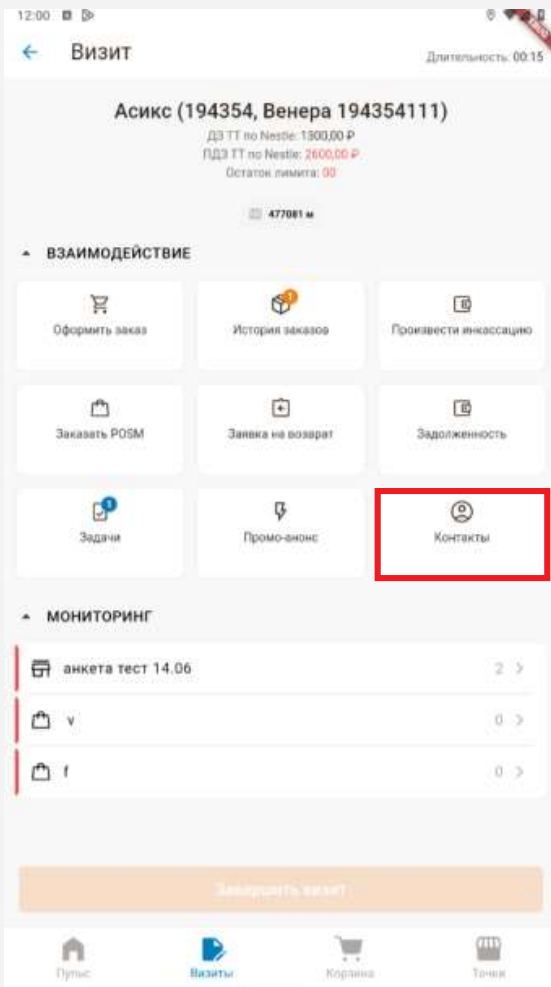 12:00
Визит
Длительность: 00:15
Асикс (194354, Венера 194354111)
ДЗ ТТ по Nestle: 1300,00 ₽
ПДЗ ТТ по Nestle: 2600,00 ₽
Остаток лимита: 00
477081 м
ВЗАИМОДЕЙСТВИЕ
Оформить заказ
1
История заказов
Произвести инкассацию
Заказать POSM
Заявка на возврат
Задолженность
1
Задачи
Промо-анонс
Контакты
МОНИТОРИНГ
анкета тест 14.06 2
v 0
f 0
Завершить визит
Пульс
Визиты
Корзина
Точки